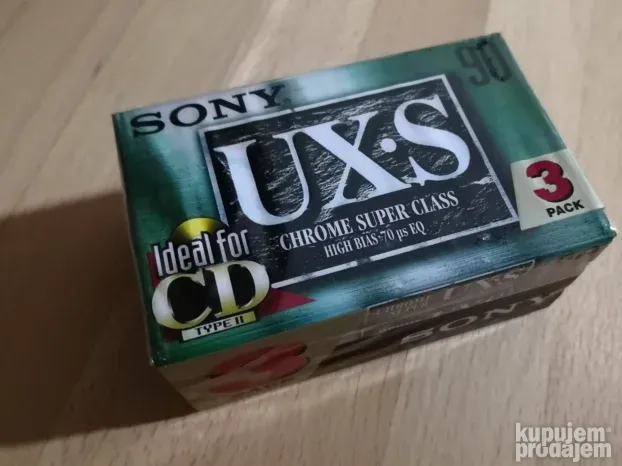 SONY
90
UX·S
CHROME SUPER CLASS
HIGH BIAS·70 µs EQ
3
PACK
Ideal for
CD
TYPE II
UX·S
SONY
kupujem
prodajem